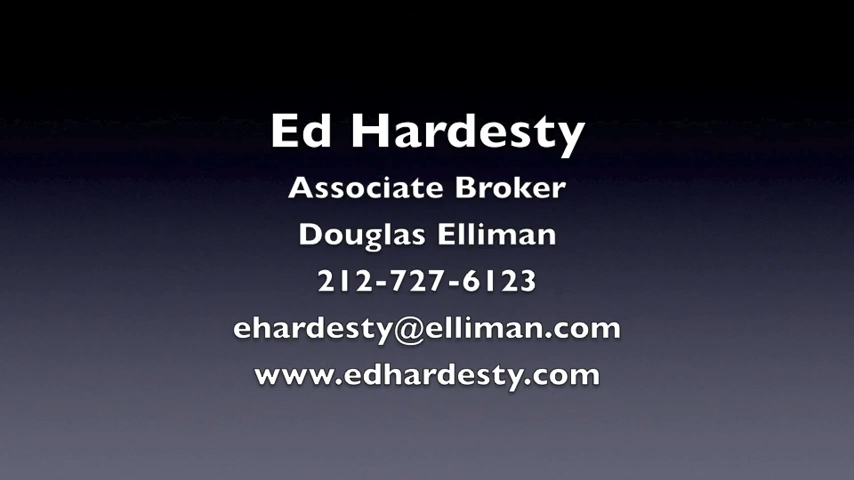 Ed Hardesty
Associate Broker
Douglas Elliman
212-727-6123
ehardesty@elliman.com
www.edhardesty.com